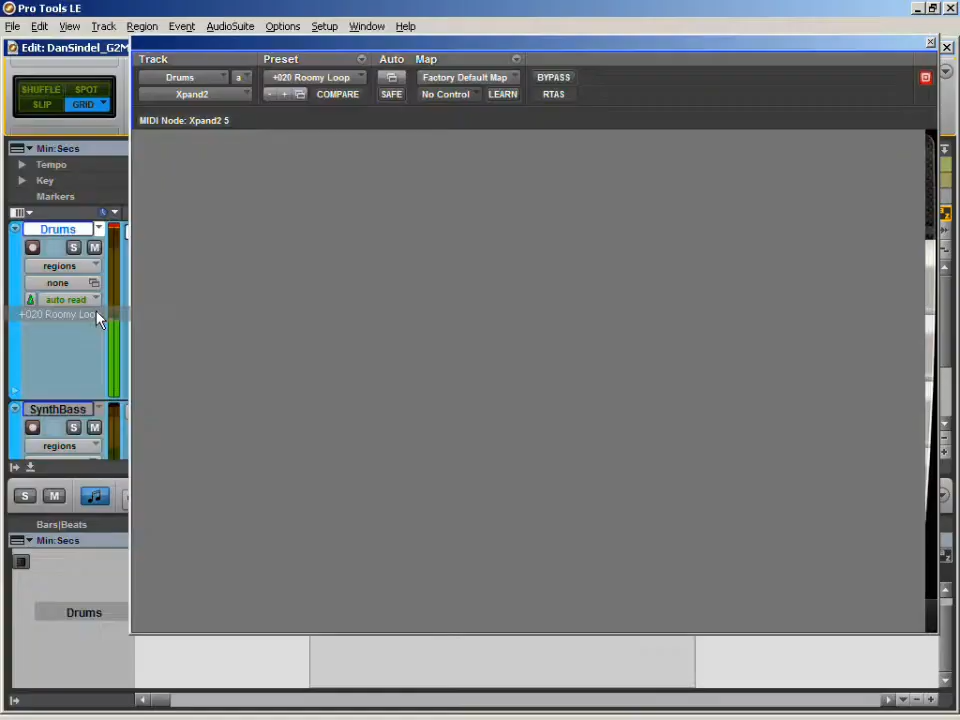 Pro Tools LE
File Edit View Track Region Event AudioSuite Options Setup Window Help
Edit: DanSindel_G2M
Track Preset Auto Map
SHUFFLE SPOT
SLIP GRID
Drums a +020 Roomy Loop Factory Default Map BYPASS
Xpand2 - + COMPARE SAFE No Control LEARN RTAS
MIDI Node: Xpand2 5
Min:Secs
Tempo
Key
Markers
Drums
S M
regions
none
auto read
+020 Roomy Loo
SynthBass
S M
regions
S M
Bars|Beats
Min:Secs
Drums